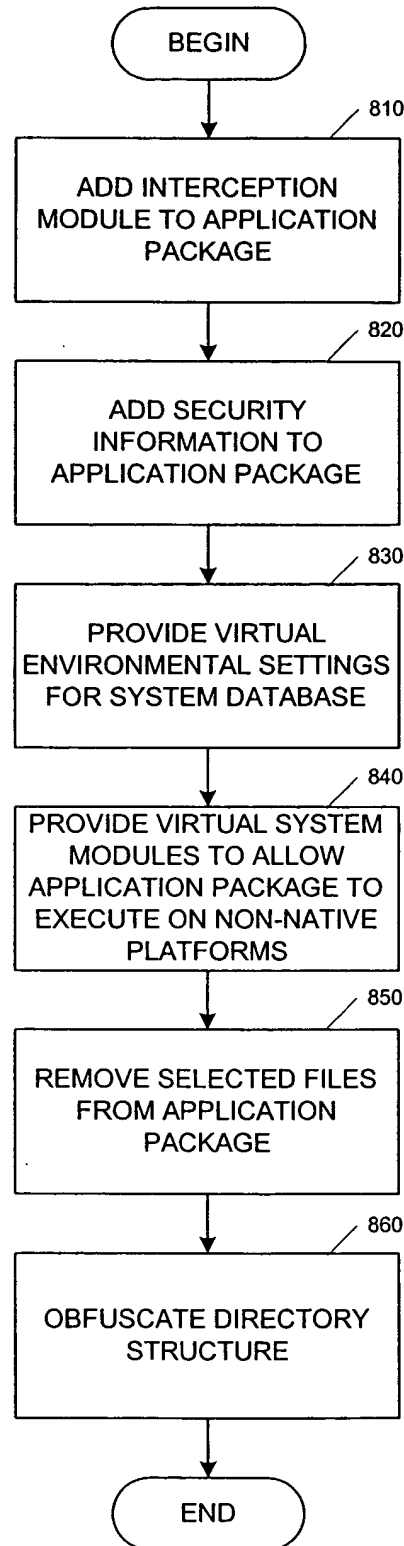 BEGIN
810
ADD INTERCEPTION
MODULE TO APPLICATION
PACKAGE
820
ADD SECURITY
INFORMATION TO
APPLICATION PACKAGE
830
PROVIDE VIRTUAL
ENVIRONMENTAL SETTINGS
FOR SYSTEM DATABASE
840
PROVIDE VIRTUAL SYSTEM
MODULES TO ALLOW
APPLICATION PACKAGE TO
EXECUTE ON NON-NATIVE
PLATFORMS
850
REMOVE SELECTED FILES
FROM APPLICATION
PACKAGE
860
OBFUSCATE DIRECTORY
STRUCTURE
END